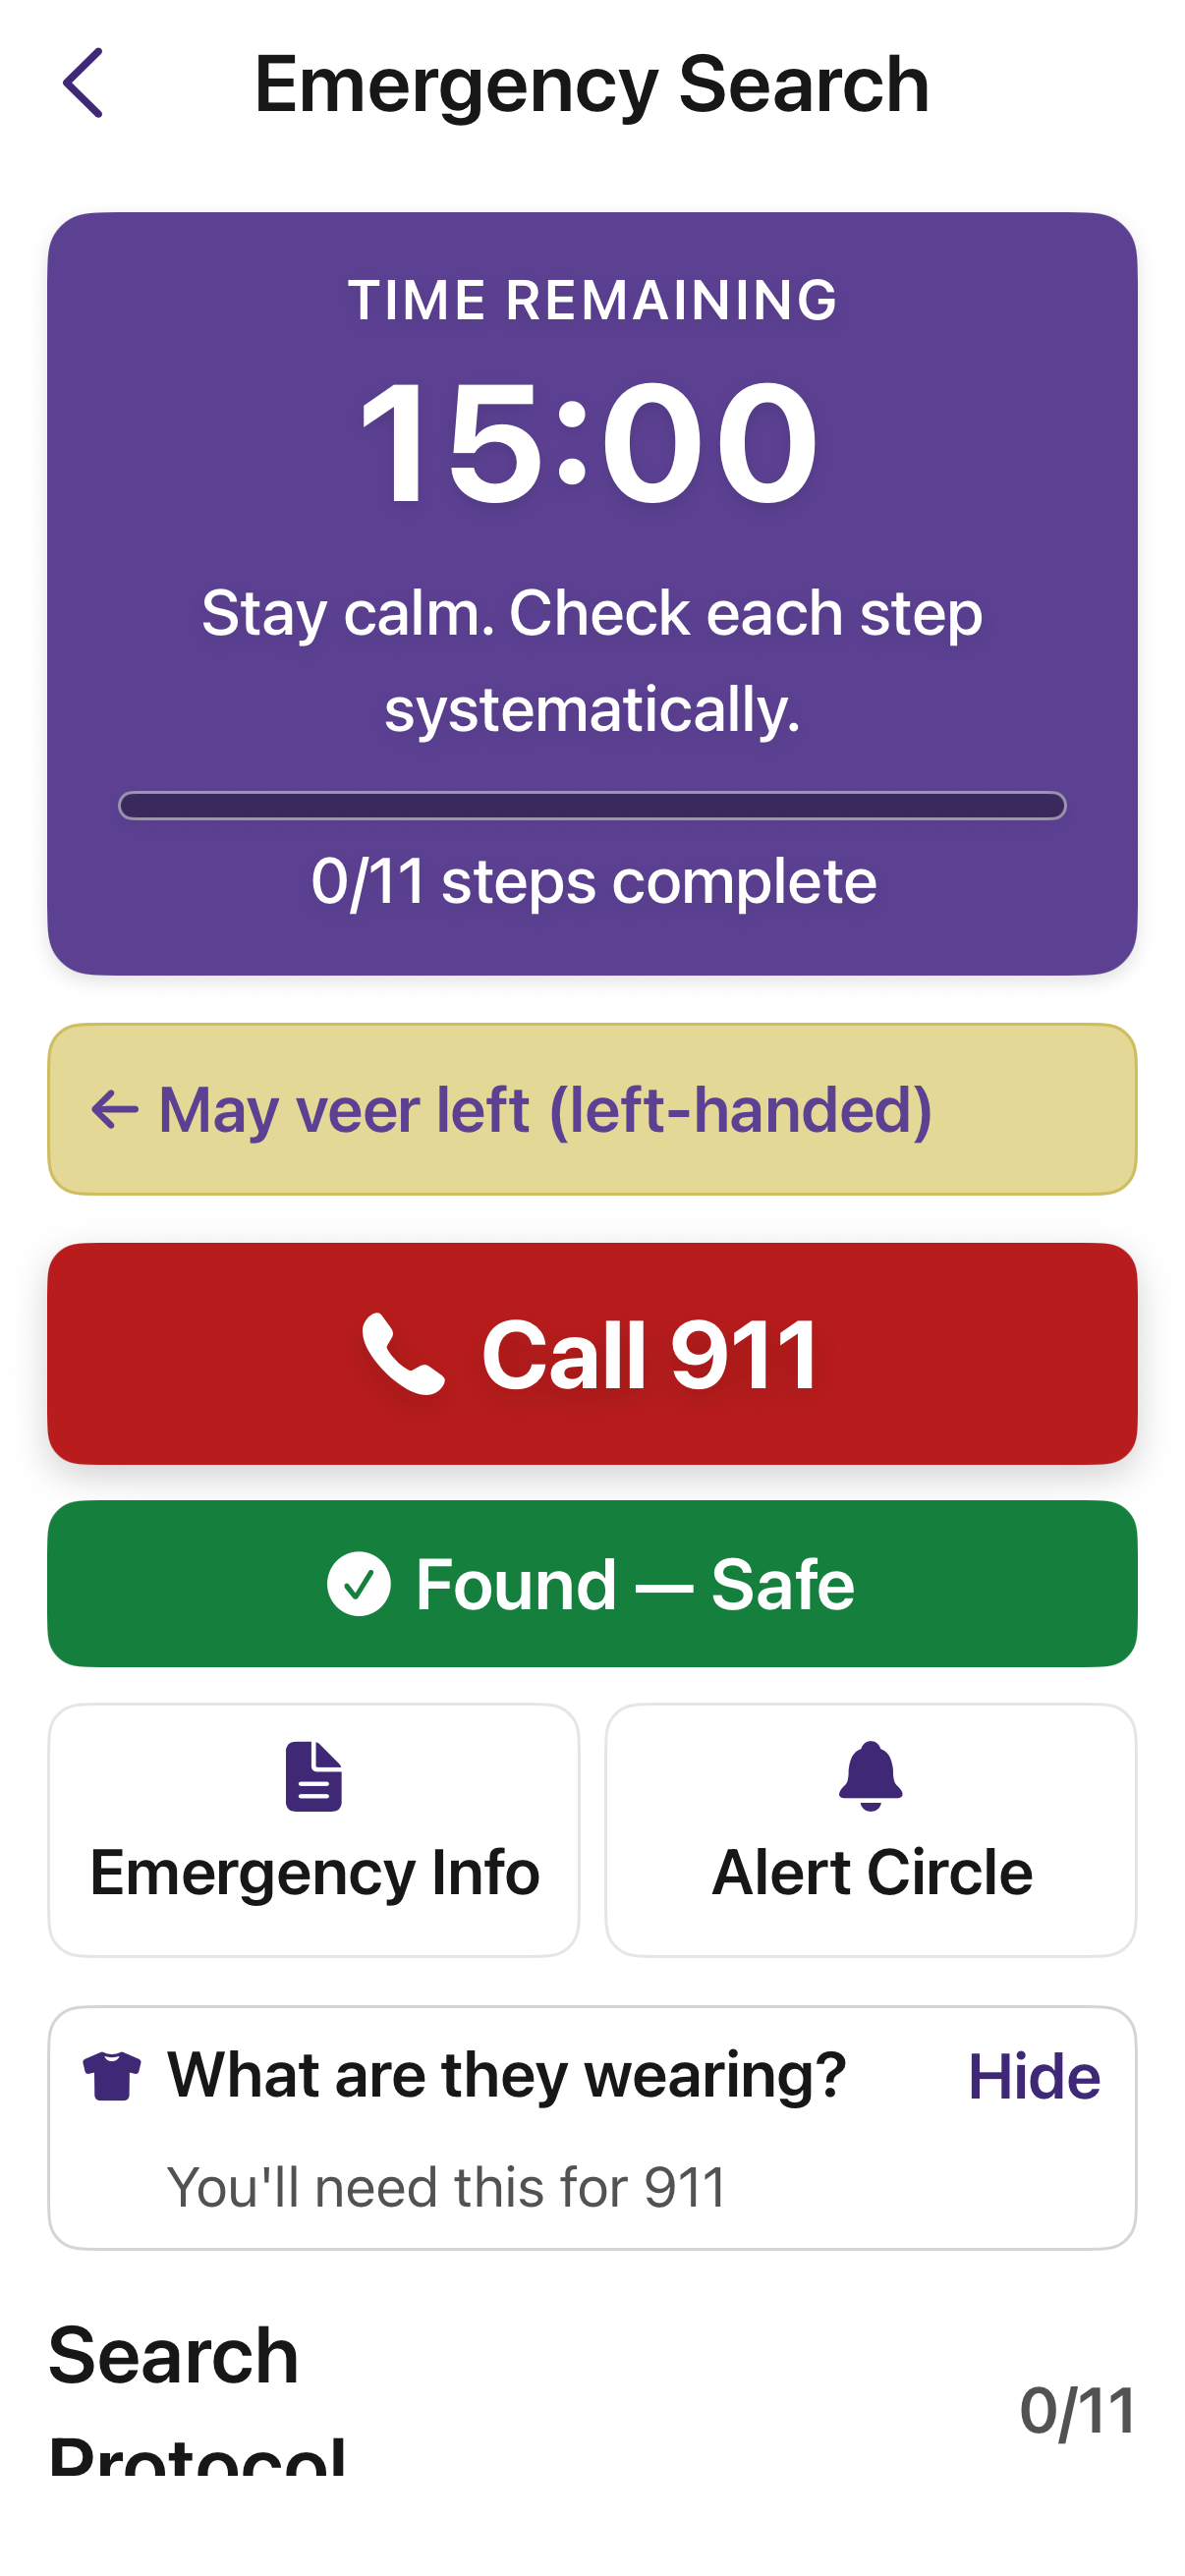 Emergency Search
TIME REMAINING
15:00
Stay calm. Check each step
systematically.
0/11 steps complete
May veer left (left-handed)
Call 911
Found — Safe
Emergency Info
Alert Circle
What are they wearing?
Hide
You'll need this for 911
Search
0/11
Protocol